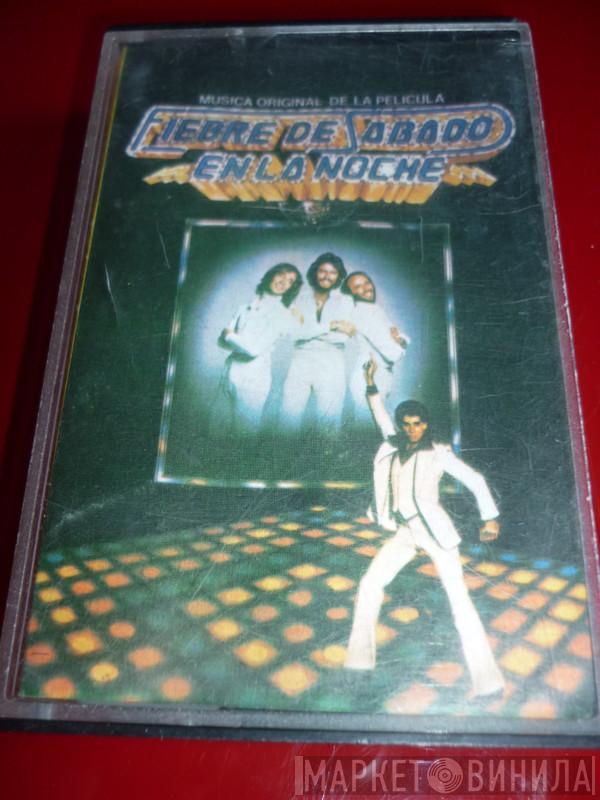 MUSICA ORIGINAL DE LA PELICULA
FIEBRE DE SABADO
EN LA NOCHE
МАРКЕТ ВИНИЛА